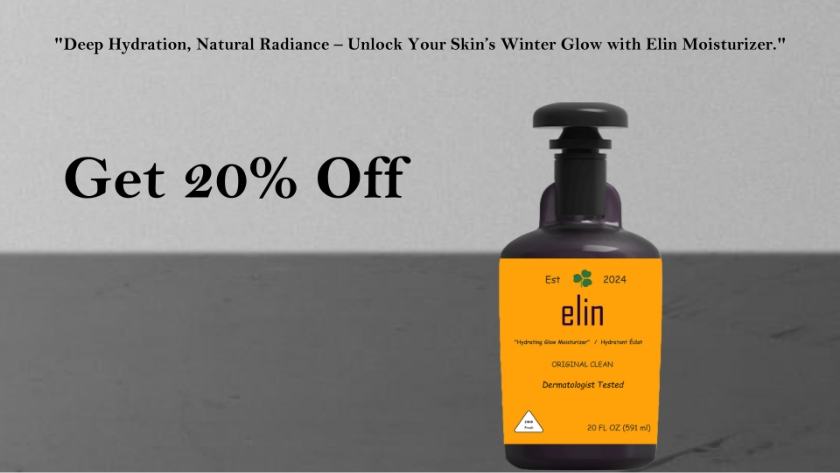 "Deep Hydration, Natural Radiance – Unlock Your Skin's Winter Glow with Elin Moisturizer."
Get 20% Off
Est 2024
elin
"Hydrating Glow Moisturizer" / Hydratant Éclat
ORIGINAL CLEAN
Dermatologist Tested
20 FL OZ (591 ml)